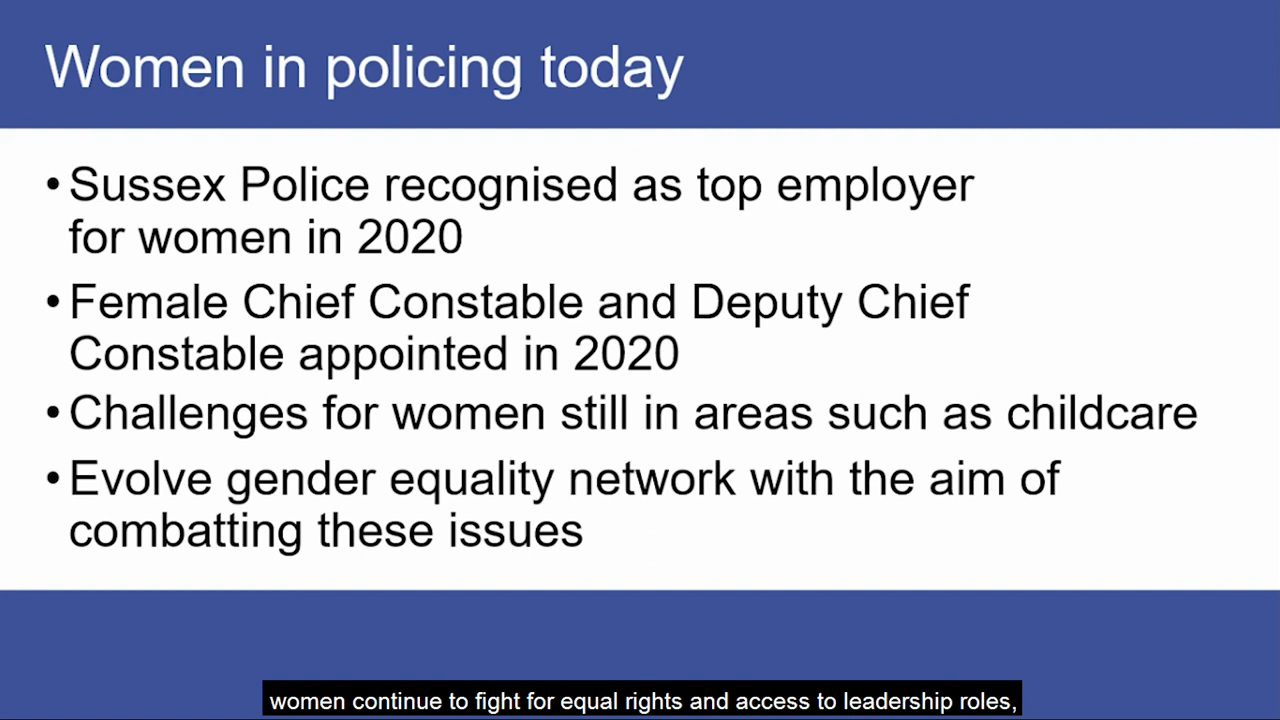 Women in policing today
• Sussex Police recognised as top employer
for women in 2020
• Female Chief Constable and Deputy Chief
Constable appointed in 2020
• Challenges for women still in areas such as childcare
• Evolve gender equality network with the aim of
combatting these issues
women continue to fight for equal rights and access to leadership roles,